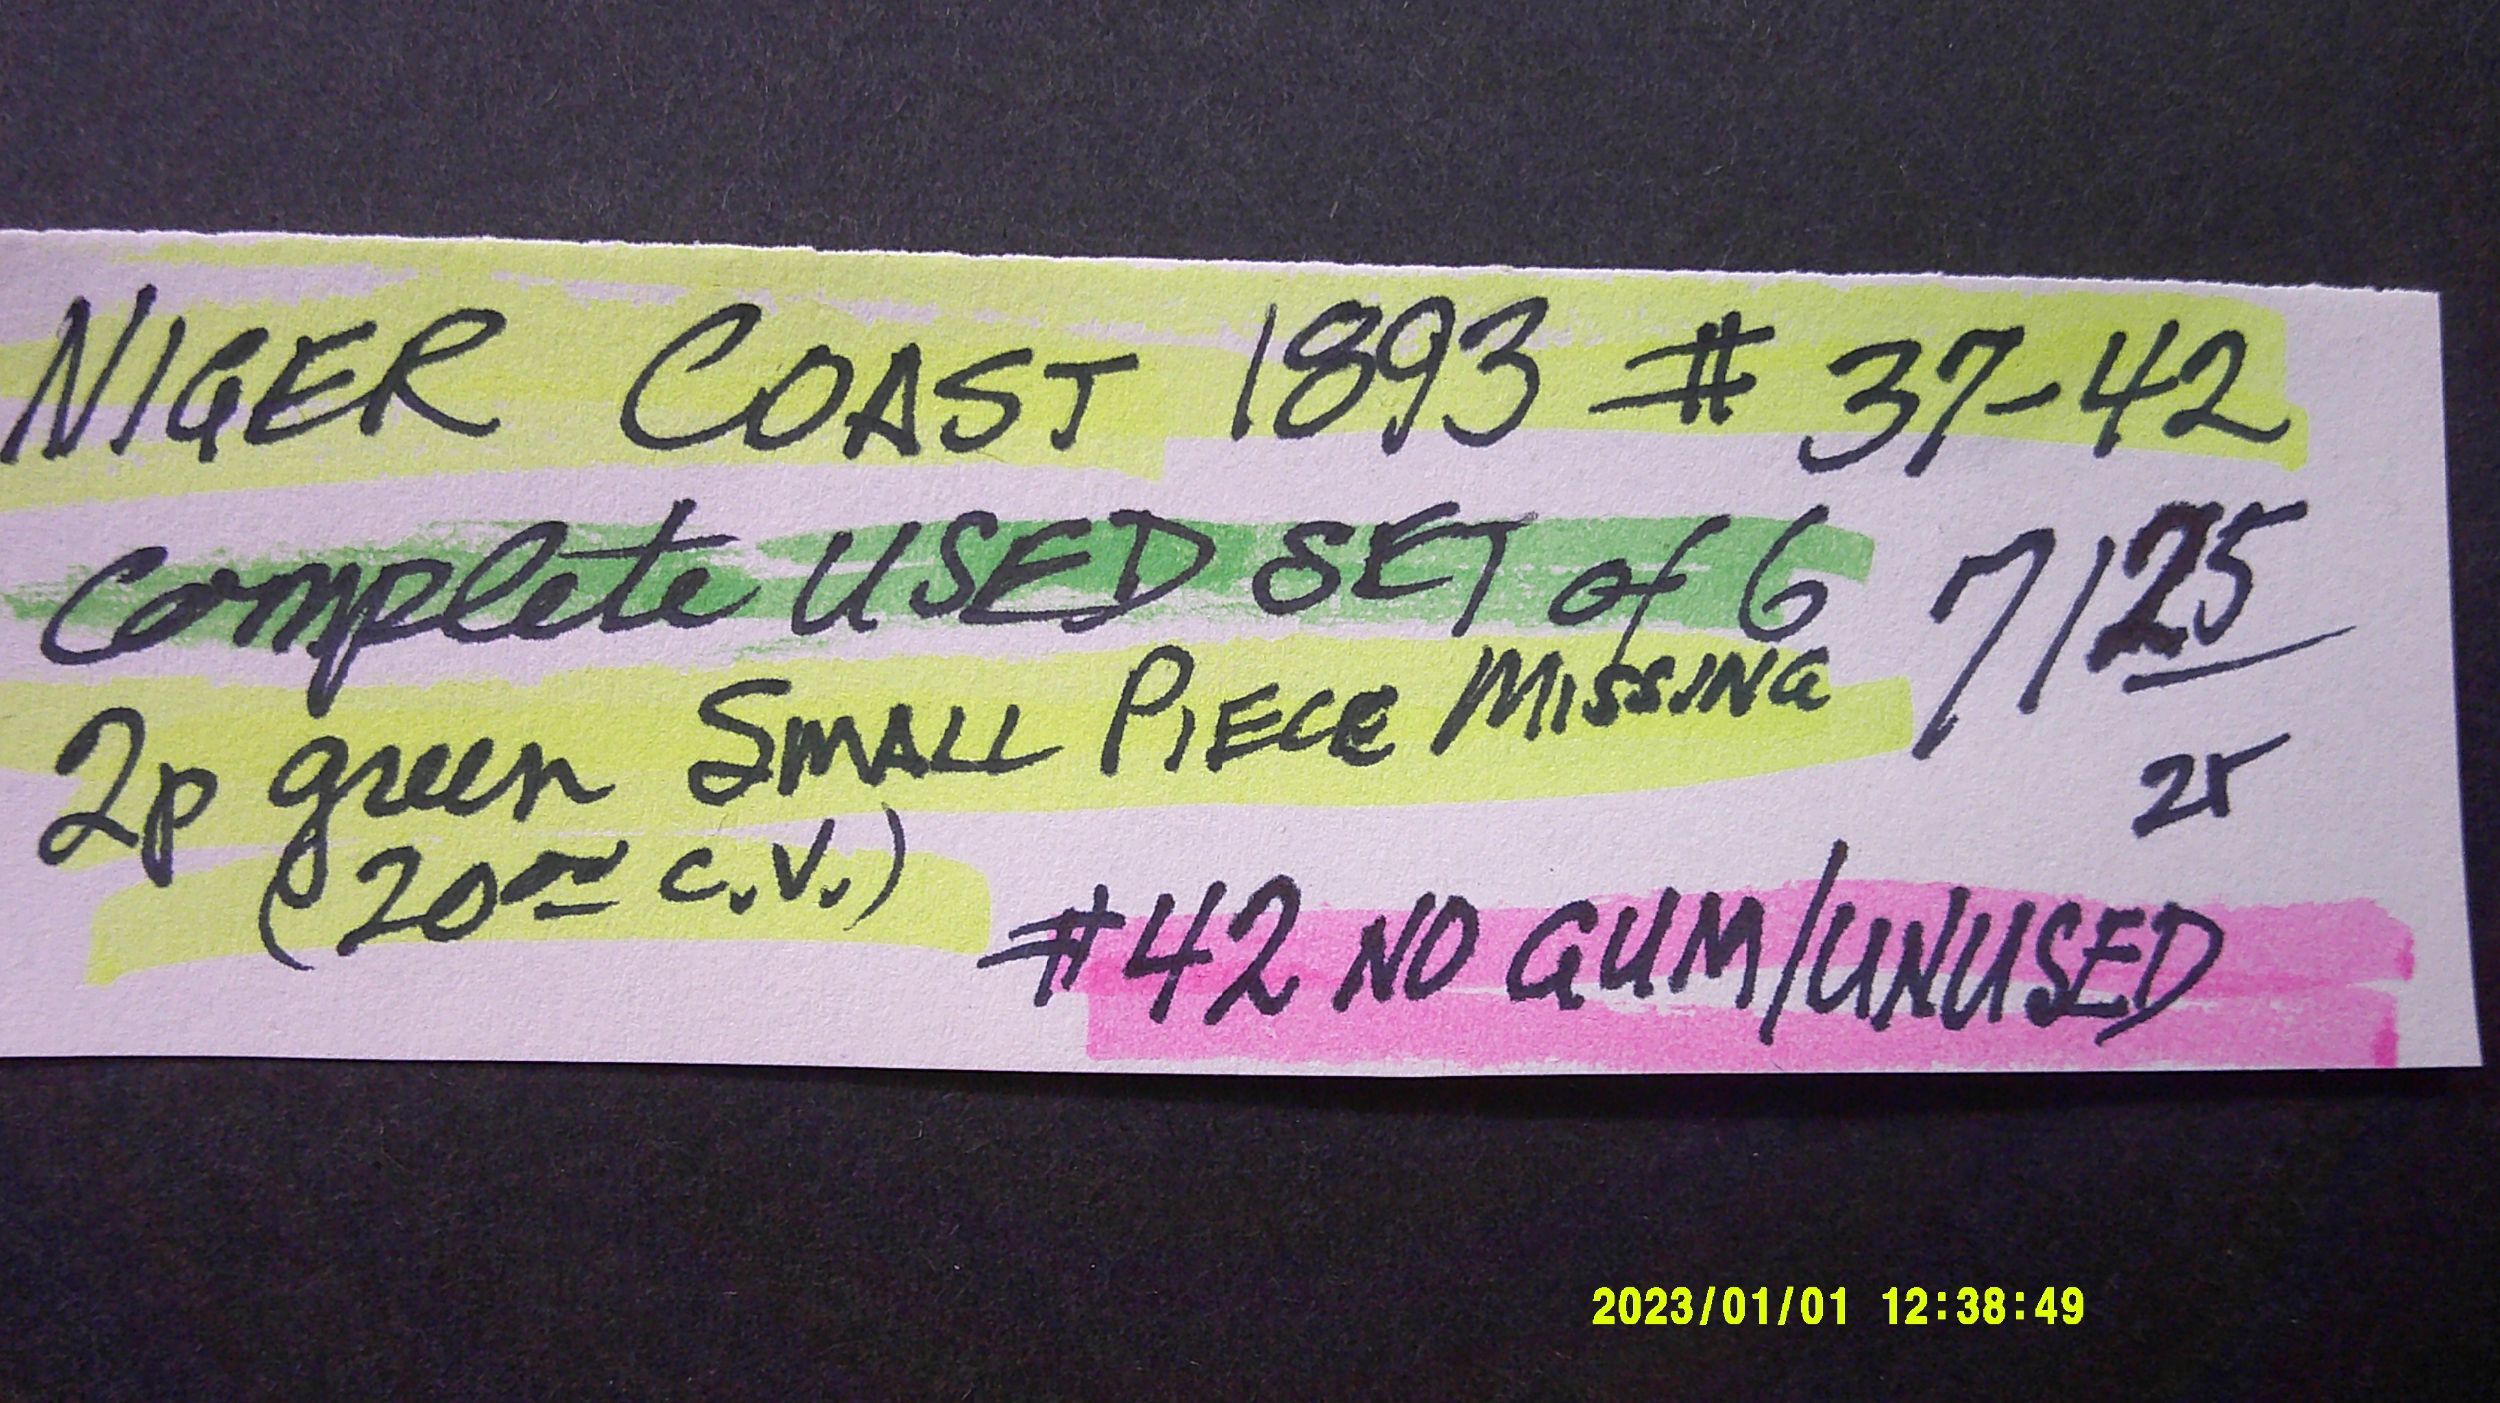 NIGER COAST 1893 # 37-42
Complete USED SET of 6 7/25
2p green SMALL PIECE MISSING
25
(20 00 C.V.)
#42 NO GUM/UNUSED
2023/01/01 12:38:49